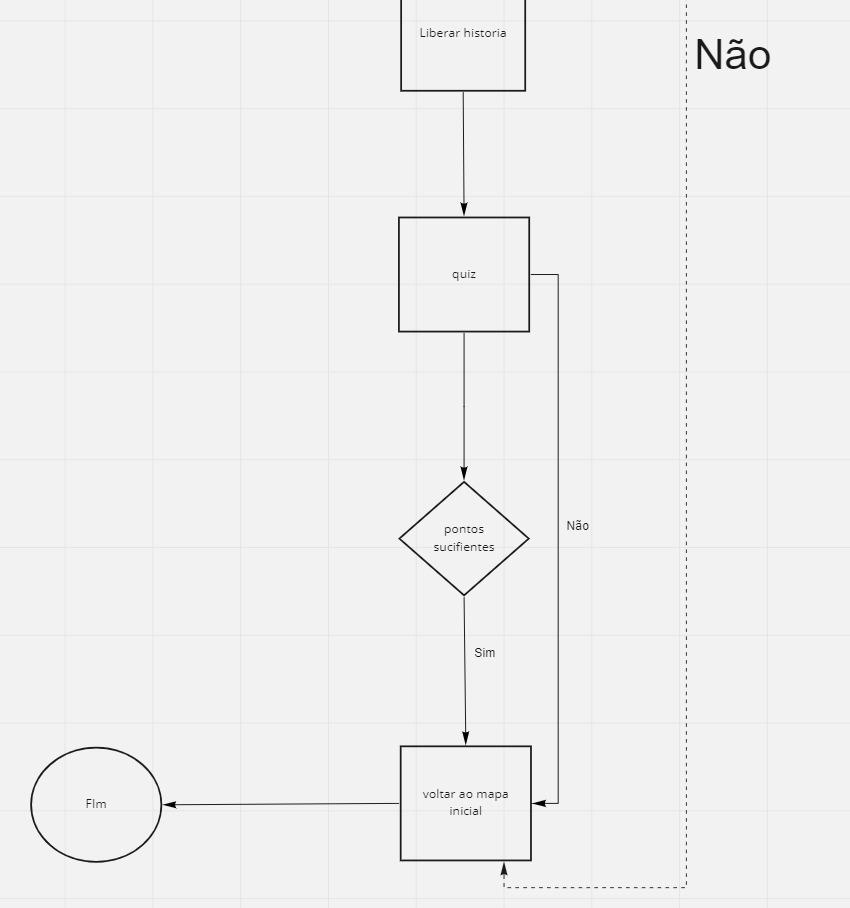 Liberar historia
Não
quiz
pontos
sucifientes
Não
Sim
voltar ao mapa
inicial
FIm